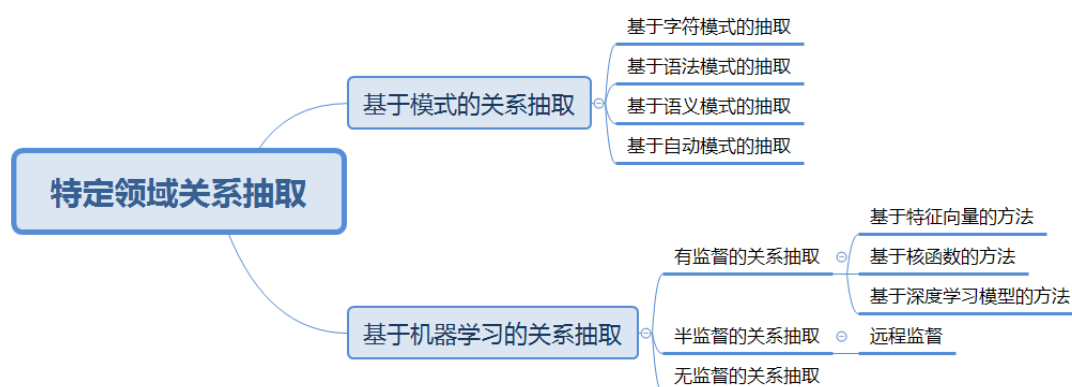 特定领域关系抽取
基于模式的关系抽取
基于字符模式的抽取
基于语法模式的抽取
基于语义模式的抽取
基于自动模式的抽取
基于机器学习的关系抽取
有监督的关系抽取
基于特征向量的方法
基于核函数的方法
基于深度学习模型的方法
半监督的关系抽取
远程监督
无监督的关系抽取